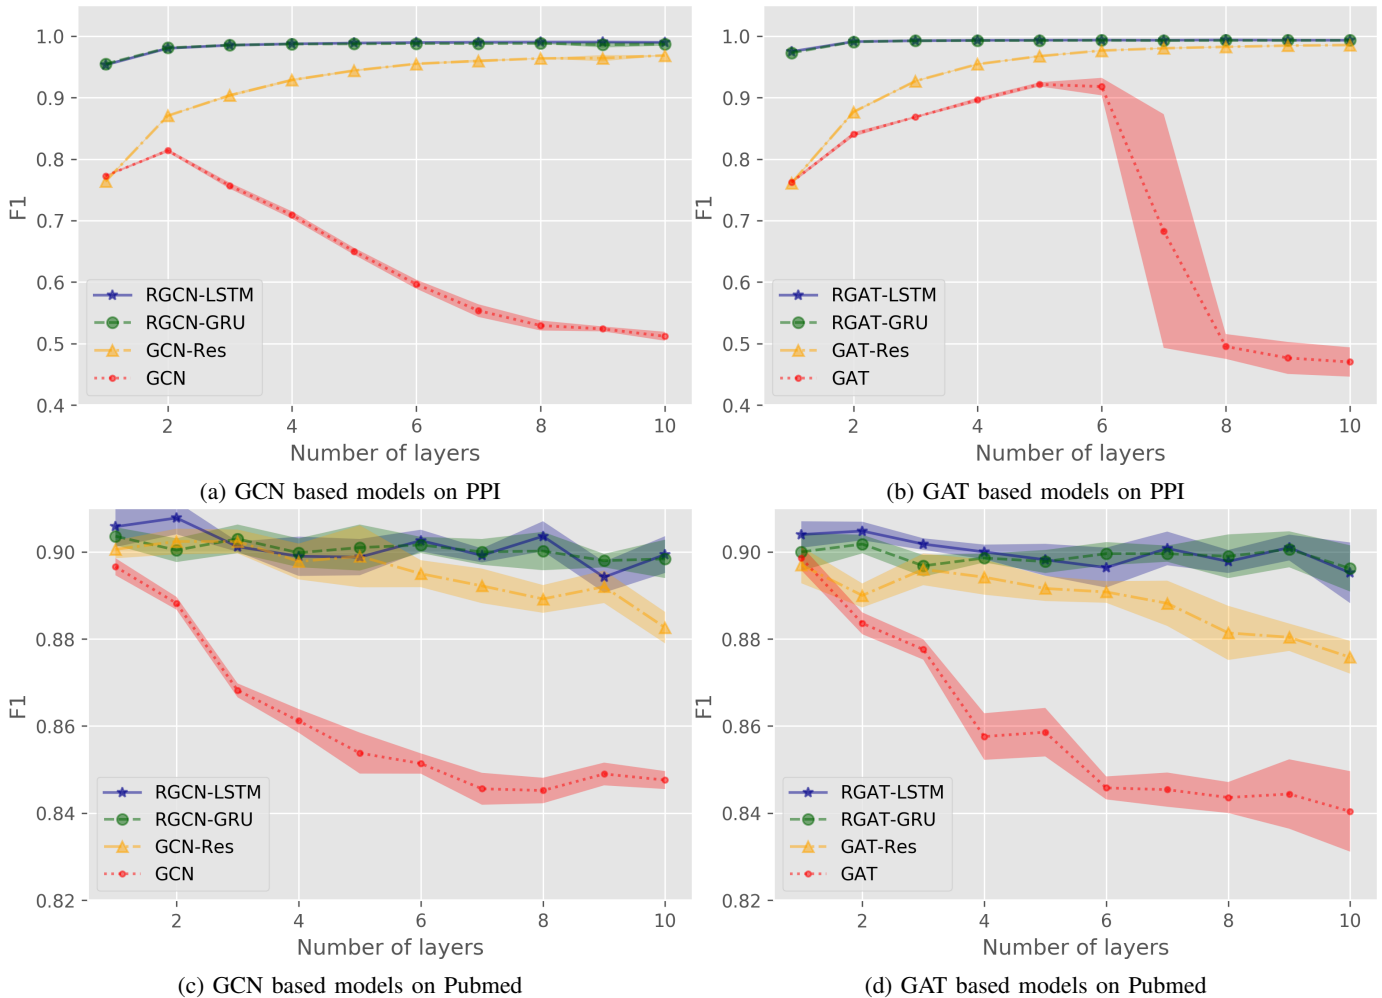 1.0
0.9
0.8
0.7
0.6
0.5
0.4
F1
RGCN-LSTM
RGCN-GRU
GCN-Res
GCN
2 4 6 8 10
Number of layers
(a) GCN based models on PPI
1.0
0.9
0.8
0.7
0.6
0.5
0.4
F1
RGAT-LSTM
RGAT-GRU
GAT-Res
GAT
2 4 6 8 10
Number of layers
(b) GAT based models on PPI
0.90
0.88
0.86
0.84
0.82
F1
RGCN-LSTM
RGCN-GRU
GCN-Res
GCN
2 4 6 8 10
Number of layers
(c) GCN based models on Pubmed
0.90
0.88
0.86
0.84
0.82
F1
RGAT-LSTM
RGAT-GRU
GAT-Res
GAT
2 4 6 8 10
Number of layers
(d) GAT based models on Pubmed